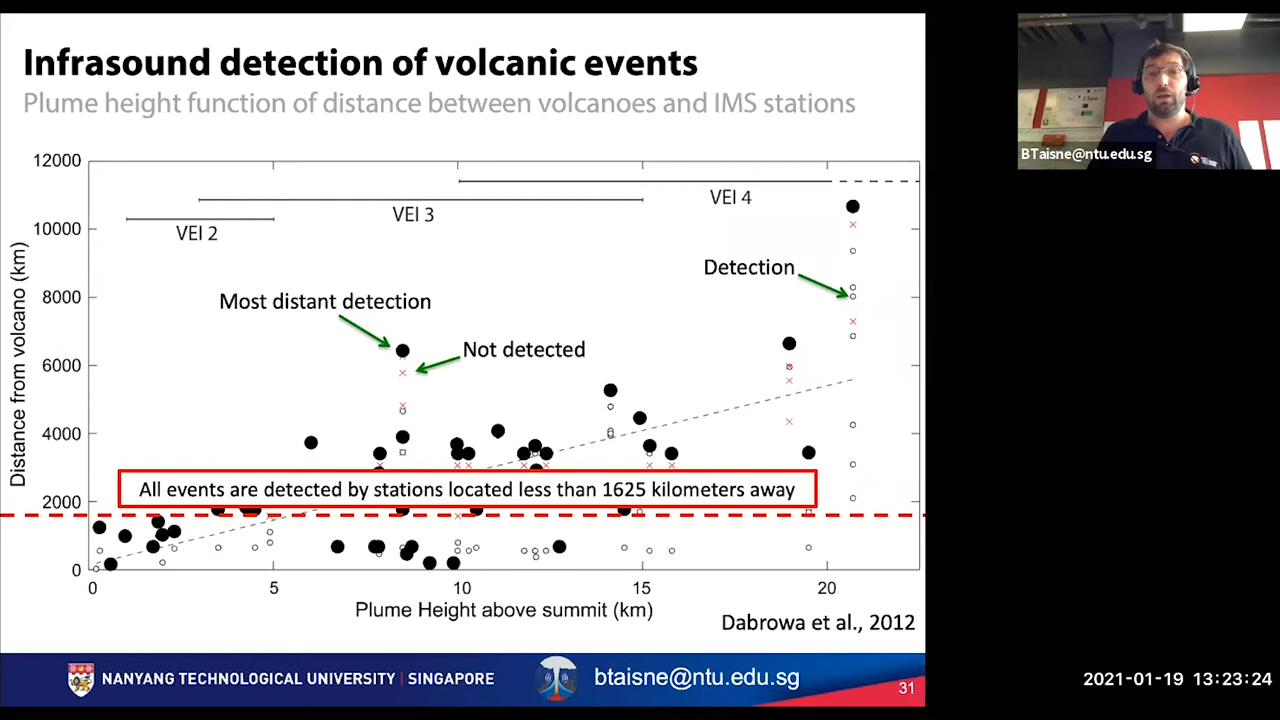 Infrasound detection of volcanic events
Plume height function of distance between volcanoes and IMS stations
BTaisne@ntu.edu.sg
12000
10000
8000
6000
4000
2000
0
Distance from volcano (km)
VEI 2
VEI 3
VEI 4
Detection
Most distant detection
Not detected
All events are detected by stations located less than 1625 kilometers away
0
5
10
15
20
Plume Height above summit (km)
Dabrowa et al., 2012
NANYANG TECHNOLOGICAL UNIVERSITY | SINGAPORE
btaisne@ntu.edu.sg
31
2021-01-19 13:23:24